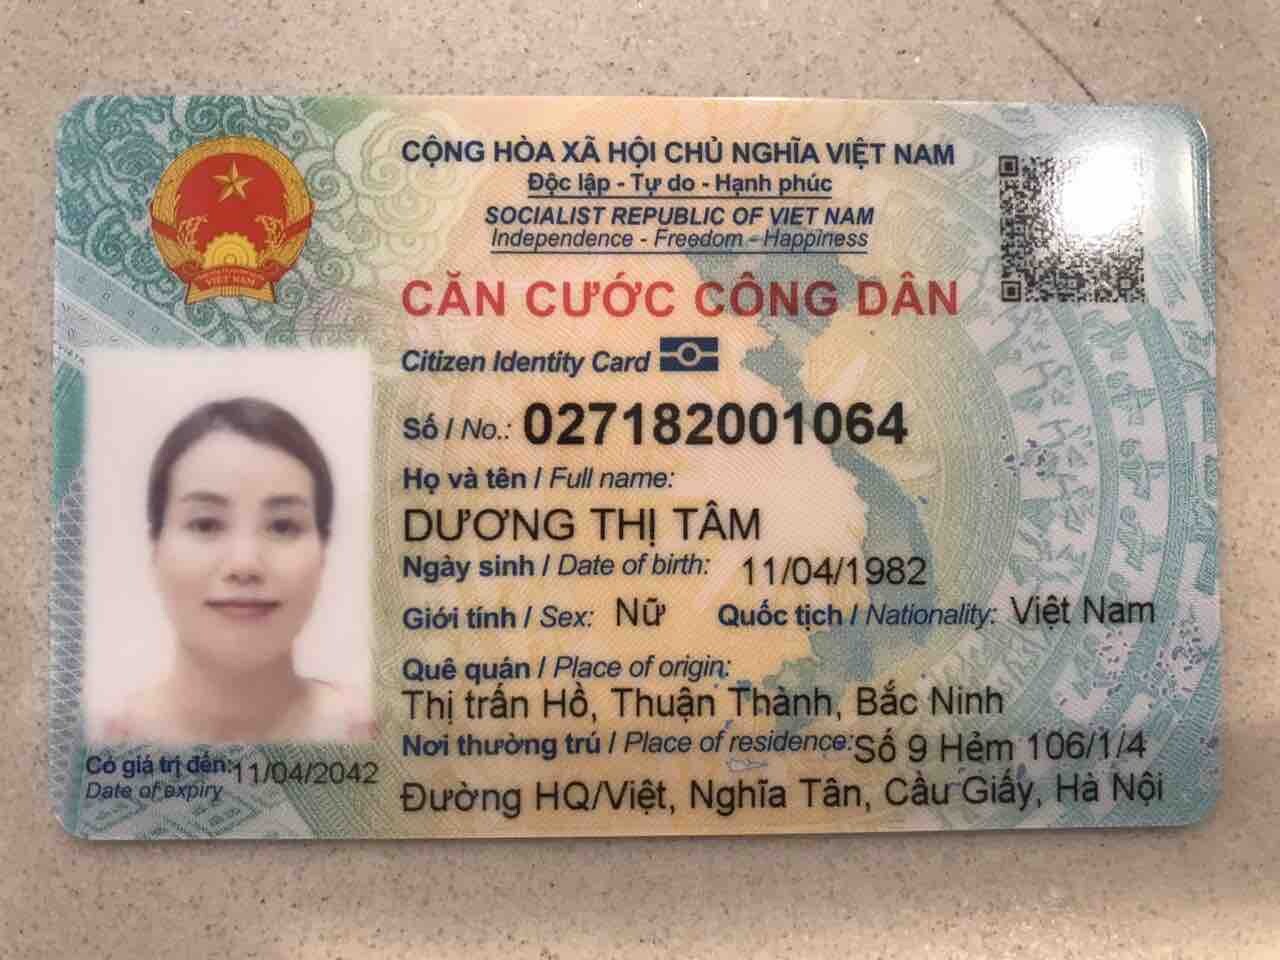 CỘNG HÒA XÃ HỘI CHỦ NGHĨA VIỆT NAM
Độc lập - Tự do - Hạnh phúc
SOCIALIST REPUBLIC OF VIET NAM
Independence - Freedom - Happiness
CĂN CƯỚC CÔNG DÂN
Citizen Identity Card
Số / No.: 027182001064
Họ và tên / Full name:
DƯƠNG THỊ TÂM
Ngày sinh / Date of birth: 11/04/1982
Giới tính / Sex: Nữ Quốc tịch / Nationality: Việt Nam
Quê quán / Place of origin:
Thị trấn Hồ, Thuận Thành, Bắc Ninh
Nơi thường trú / Place of residence: Số 9 Hẻm 106/1/4
Đường HQ/Việt, Nghĩa Tân, Cầu Giấy, Hà Nội
Có giá trị đến: 11/04/2042
Date of expiry
VIỆT NAM